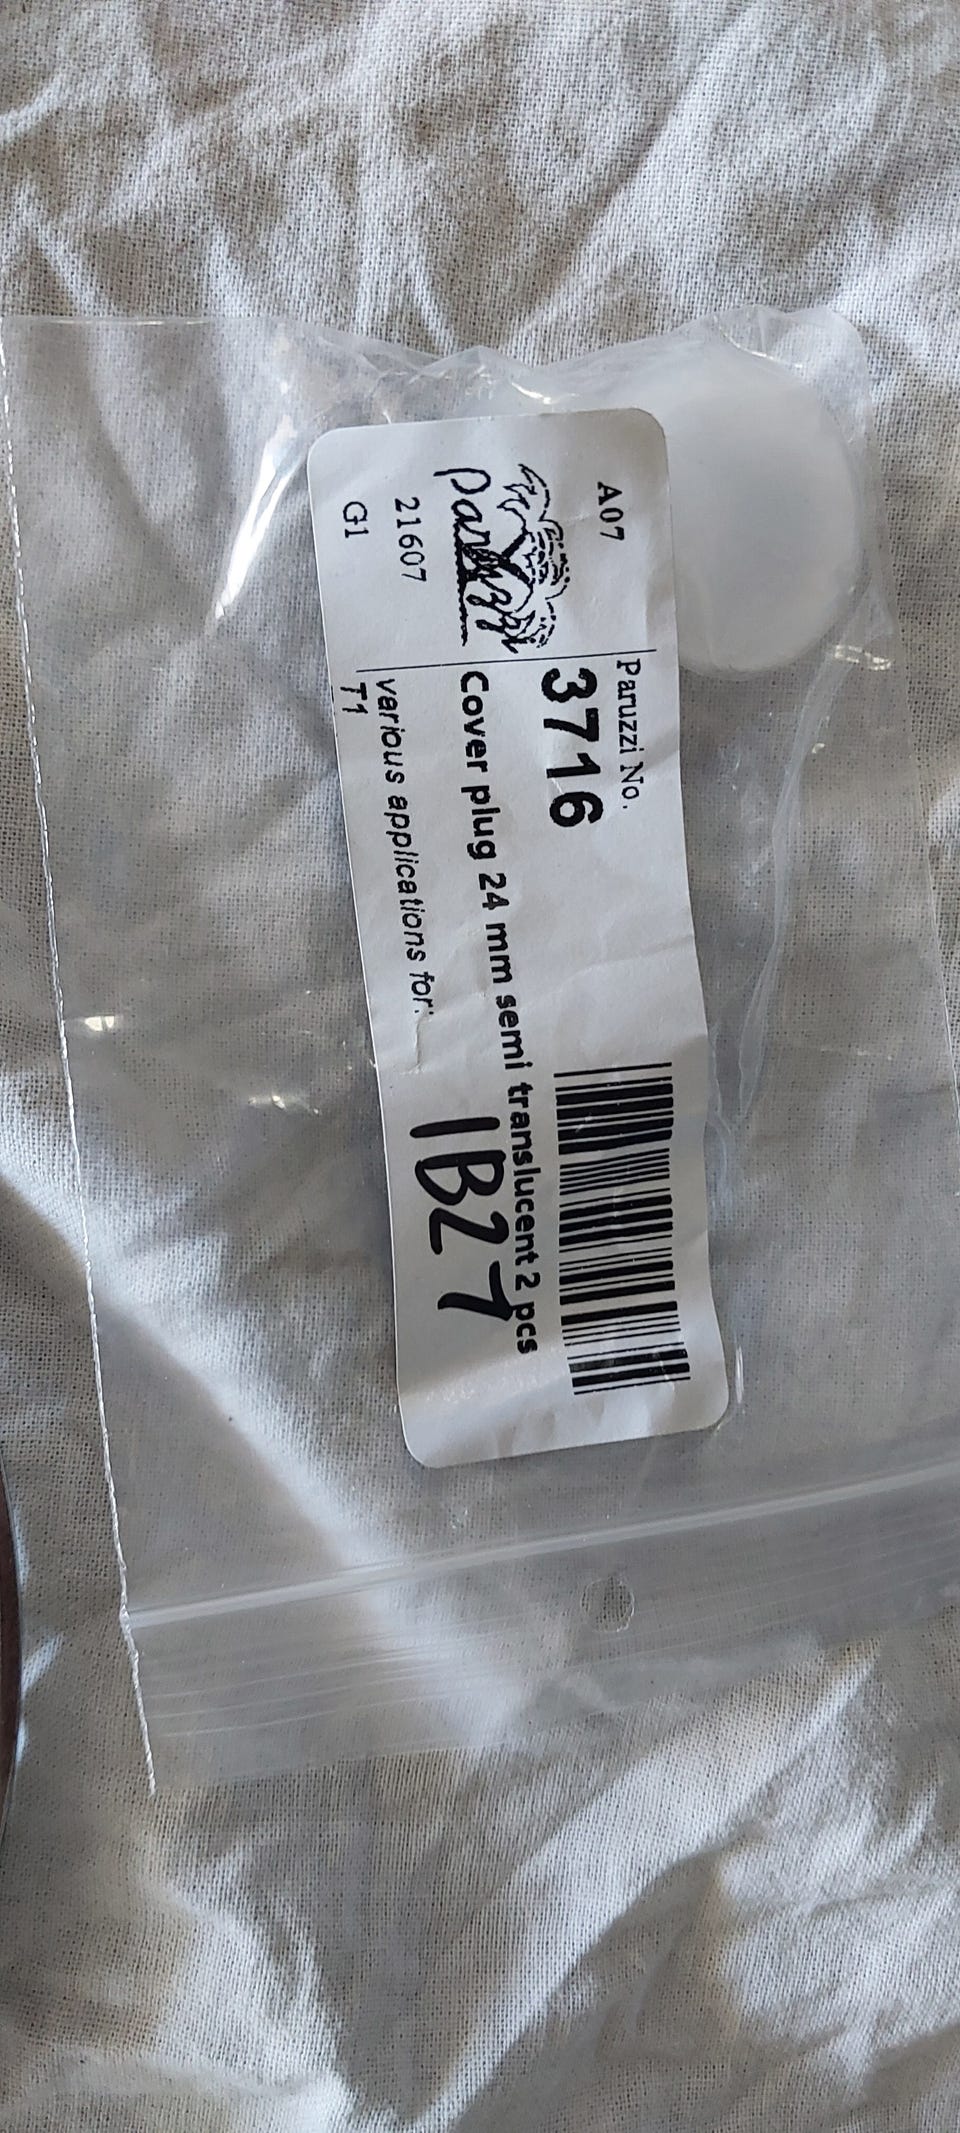 A07
Paruzzi
21607
G1
Paruzzi No.
3716
Cover plug 24 mm semi translucent 2 pcs
various applications for:
T1
1B27